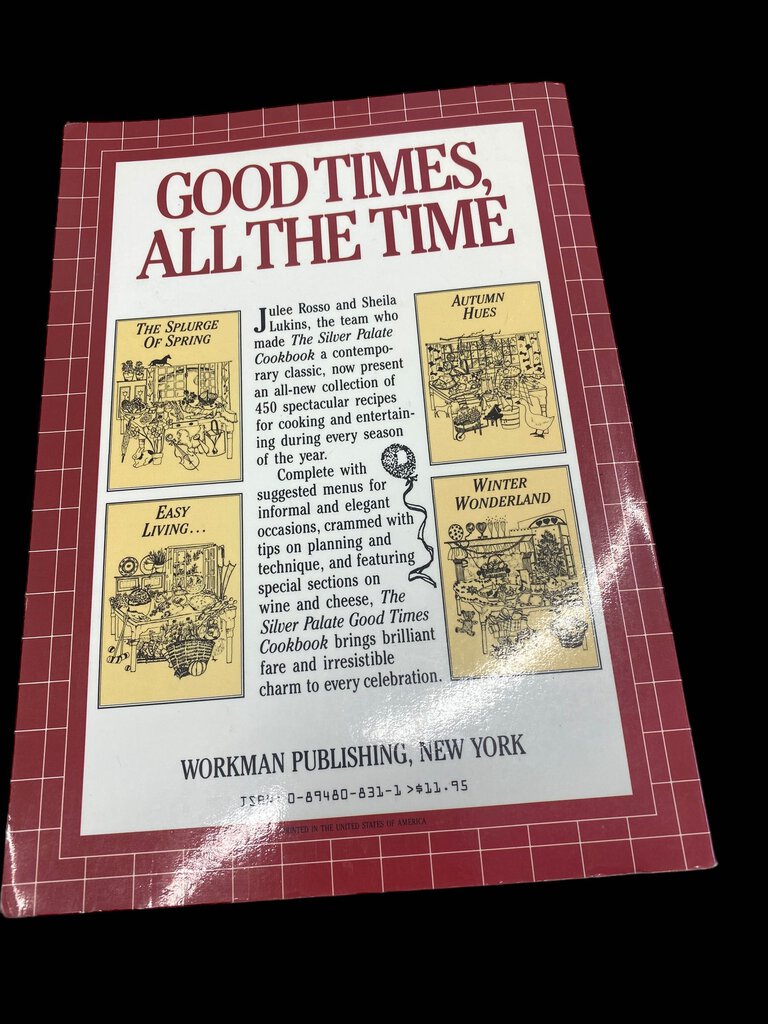 GOOD TIMES,
ALL THE TIME
THE SPLURGE
OF SPRING
EASY
LIVING...
Julee Rosso and Sheila
Lukins, the team who
made The Silver Palate
Cookbook a contempo-
rary classic, now present
an all-new collection of
450 spectacular recipes
for cooking and entertain-
ing during every season
of the year.
Complete with
suggested menus for
informal and elegant
occasions, crammed with
tips on planning and
technique, and featuring
special sections on
wine and cheese, The
Silver Palate Good Times
Cookbook brings brilliant
fare and irresistible
charm to every celebration.
AUTUMN
HUES
WINTER
WONDERLAND
WORKMAN PUBLISHING, NEW YORK
ISBN 0-89480-831-1 >$11.95
PRINTED IN THE UNITED STATES OF AMERICA